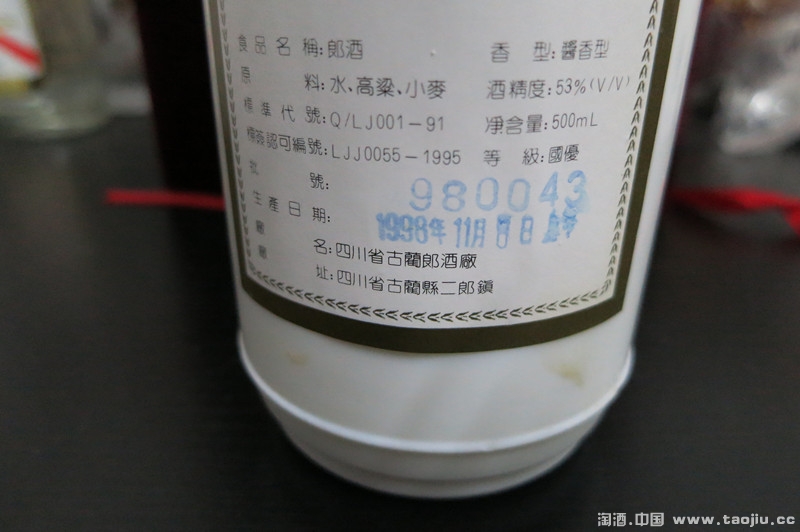 食品名稱:郎酒 香型:醬香型
原料:水、高粱、小麥 酒精度:53%(V/V)
標準代號:Q/LJ001-91 净含量:500mL
標簽認可編號:LJJ0055-1995 等級:國優
批號: 980043
生產日期: 1998年11月 日
廠名:四川省古藺郎酒廠
廠址:四川省古藺縣二郎鎮
淘酒.中国 www.taojiu.cc